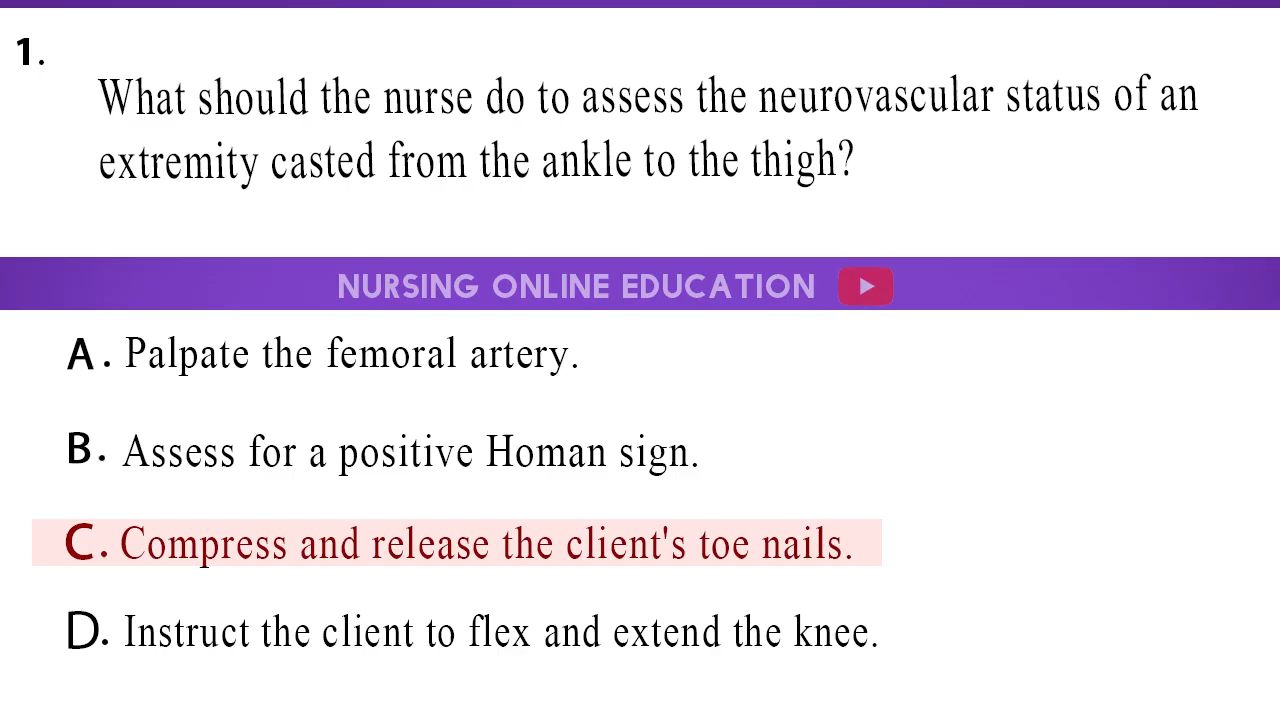 1.
What should the nurse do to assess the neurovascular status of an
extremity casted from the ankle to the thigh?
NURSING ONLINE EDUCATION
A. Palpate the femoral artery.
B. Assess for a positive Homan sign.
C. Compress and release the client's toe nails.
D. Instruct the client to flex and extend the knee.